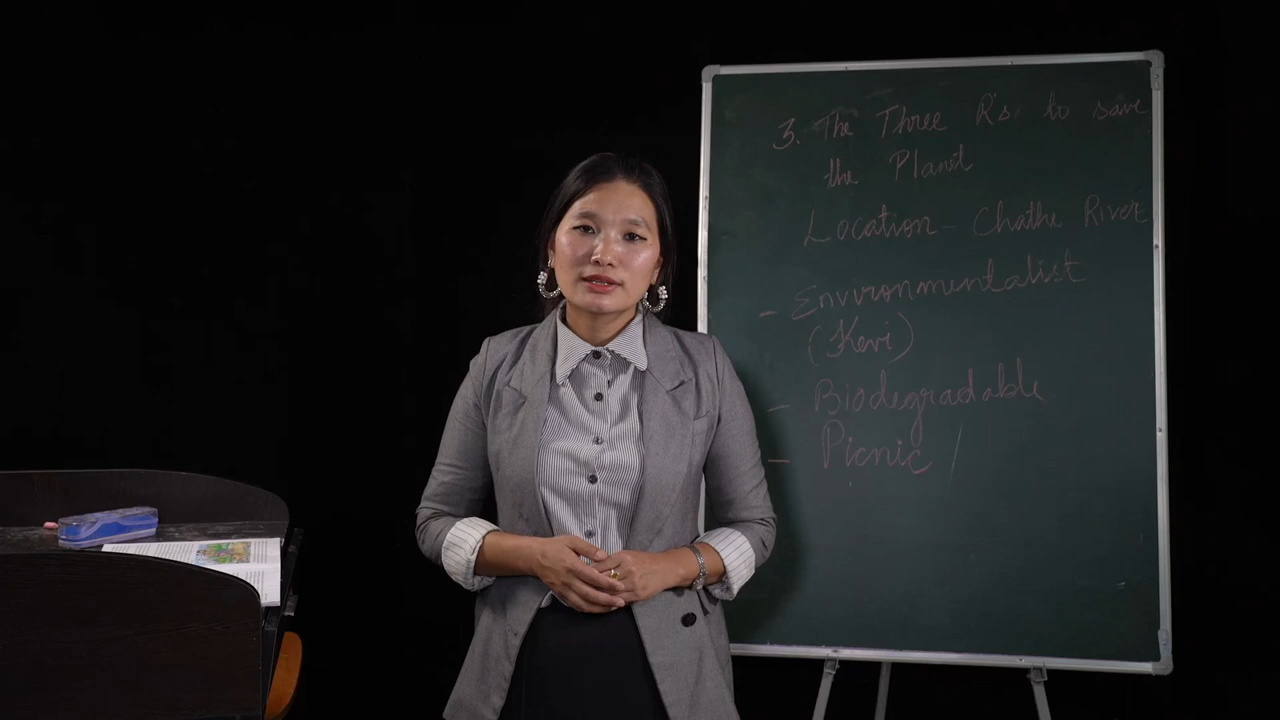 3. The Three R's to save
the Planet
Location - Chathe River
- Environmentalist
(Kevi)
- Biodegradable
- Picnic /